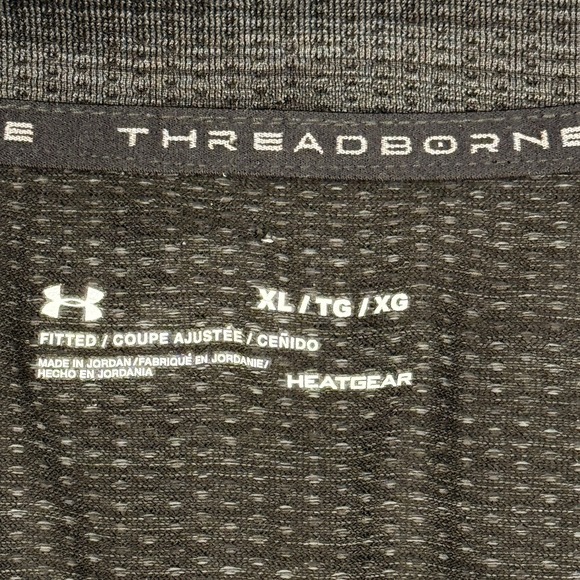 E THREADBORNE
XL / TG / XG
FITTED / COUPE AJUSTÉE / CEÑIDO
MADE IN JORDAN/FABRIQUÉ EN JORDANIE/
HECHO EN JORDANIA
HEATGEAR